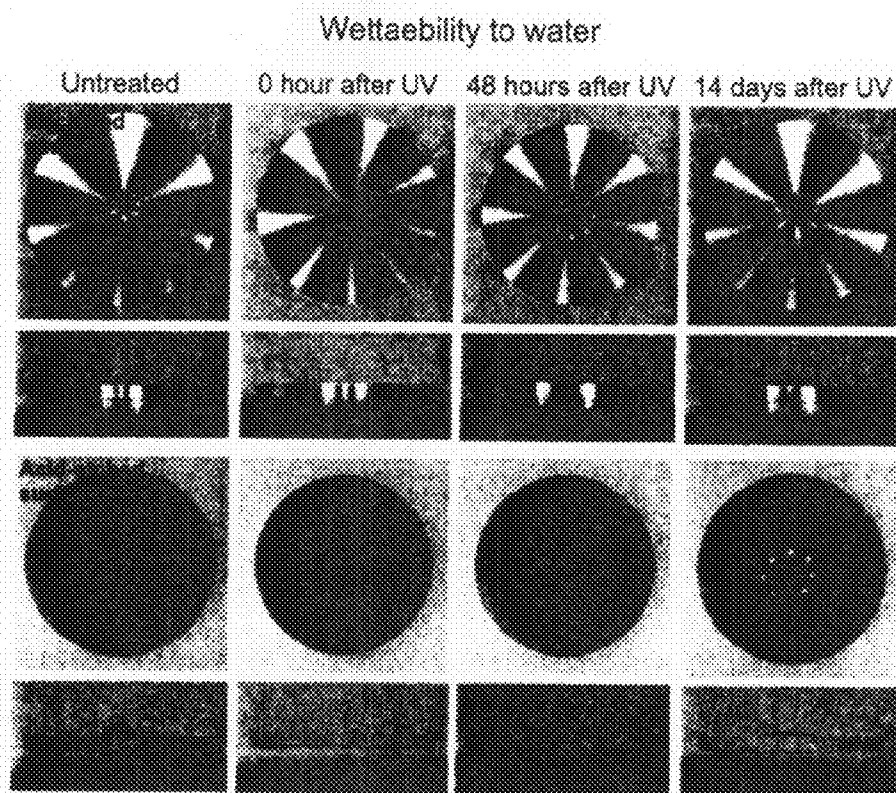 Wettaebility to water
Untreated
0 hour after UV
48 hours after UV
14 days after UV